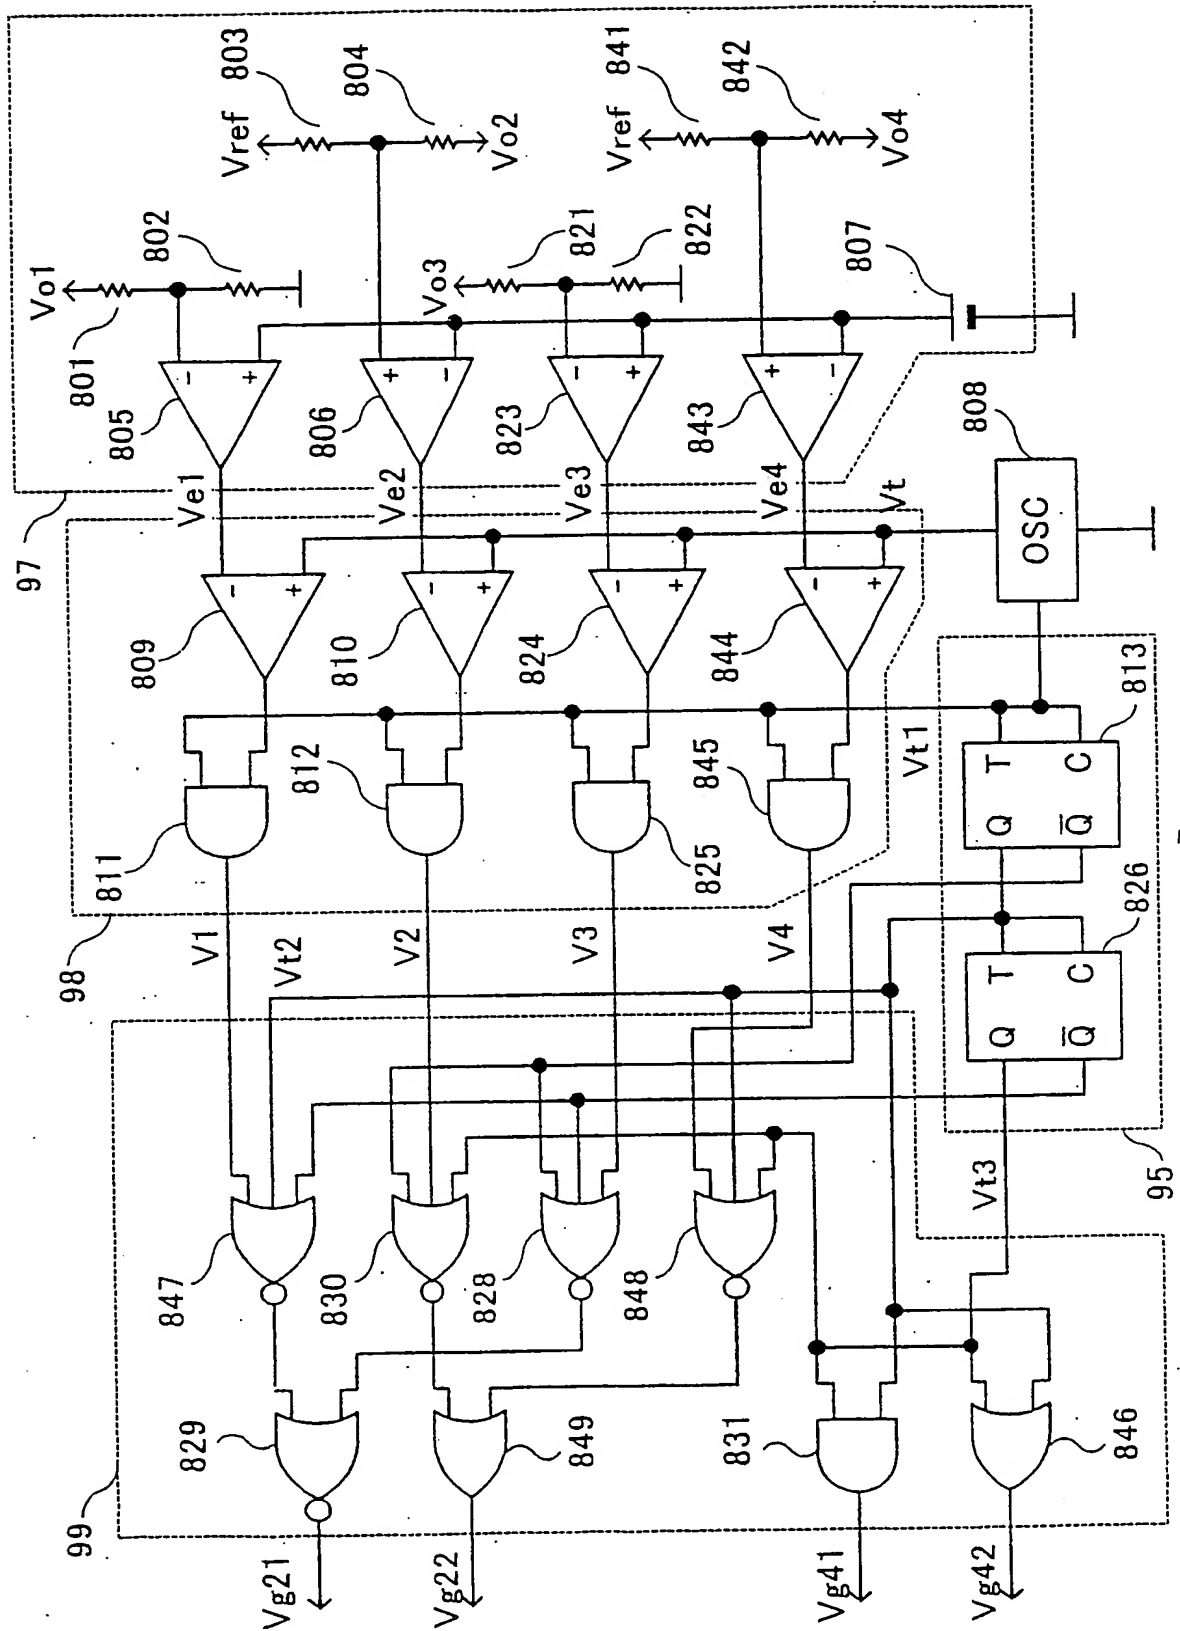 Vo1
801
802
Vref
803
804
Vo2
Vo3
821
822
Vref
841
842
Vo4
807
805
-
+
806
+
-
823
-
+
843
+
-
97
Ve1
Ve2
Ve3
Ve4
Vt
808
OSC
809
-
+
810
-
+
824
-
+
844
-
+
811
812
825
845
98
Vt1
813
T
C
Q
Q̅
826
T
C
Q
Q̅
95
V1
Vt2
V2
V3
V4
Vt3
847
830
828
848
829
849
831
846
99
Vg21
Vg22
Vg41
Vg42